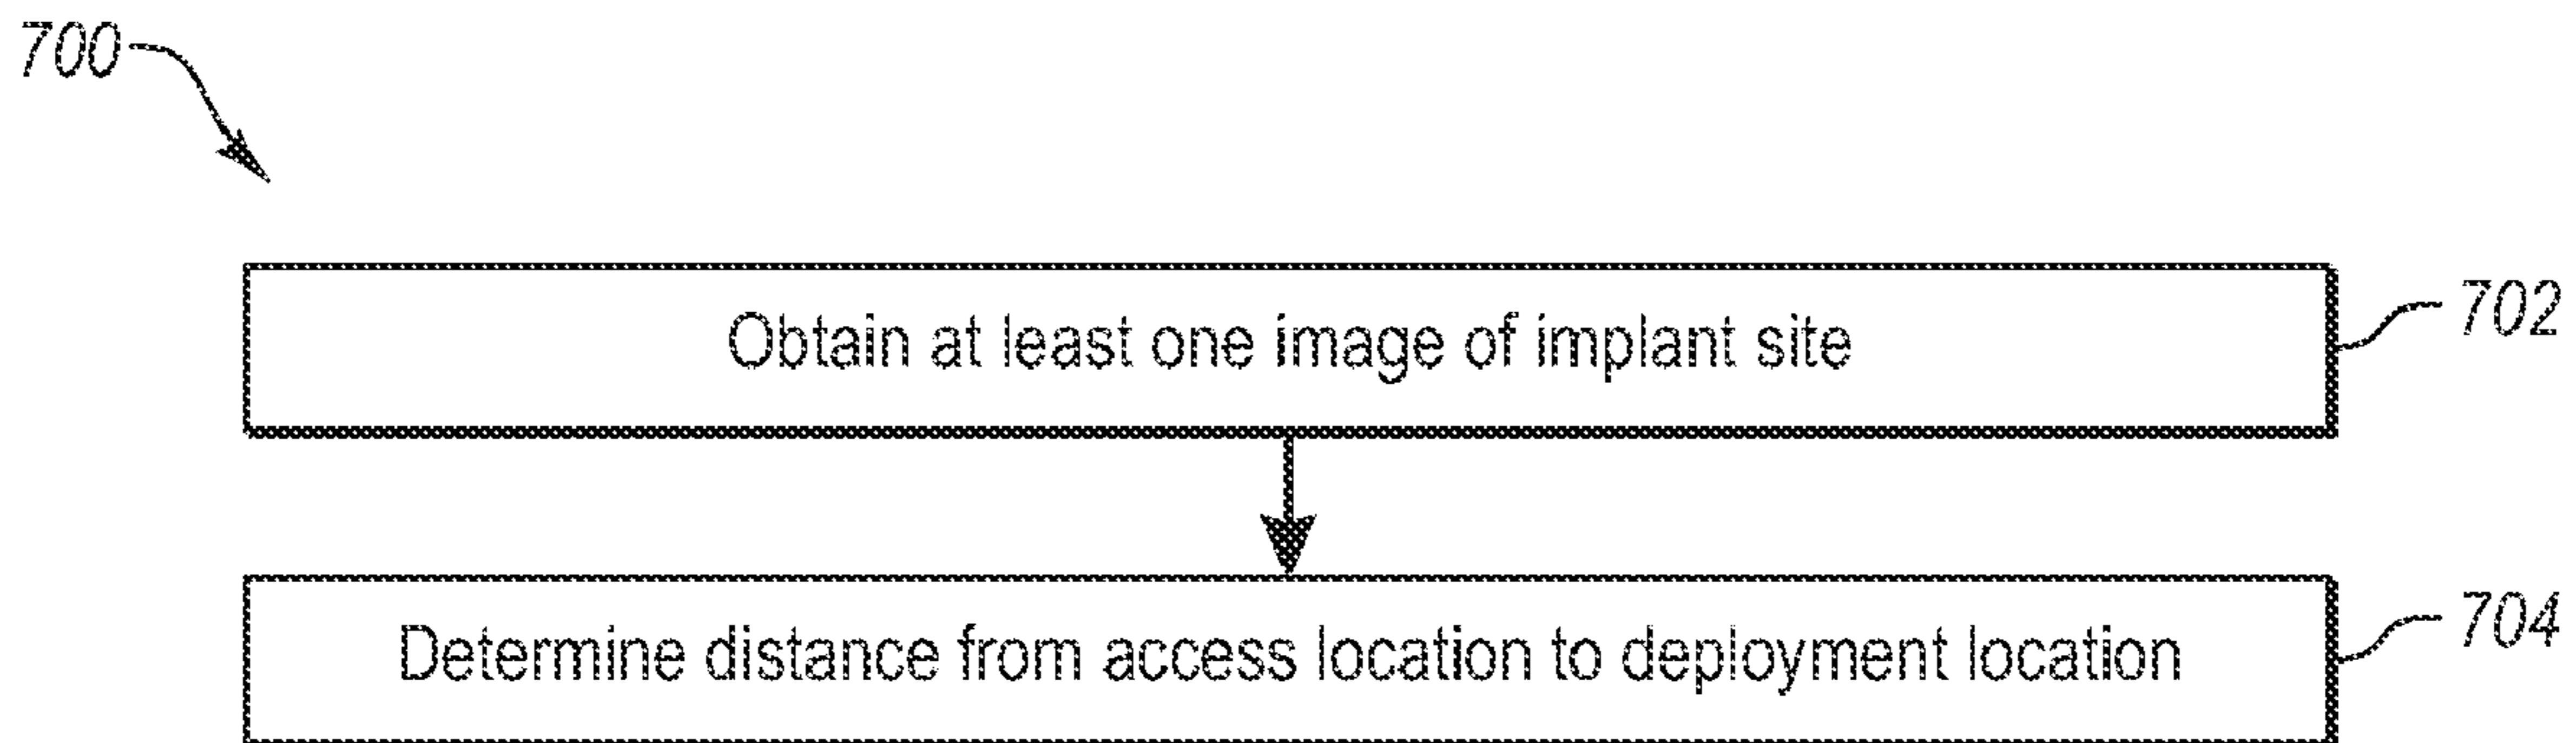 700
Obtain at least one image of implant site
702
Determine distance from access location to deployment location
704